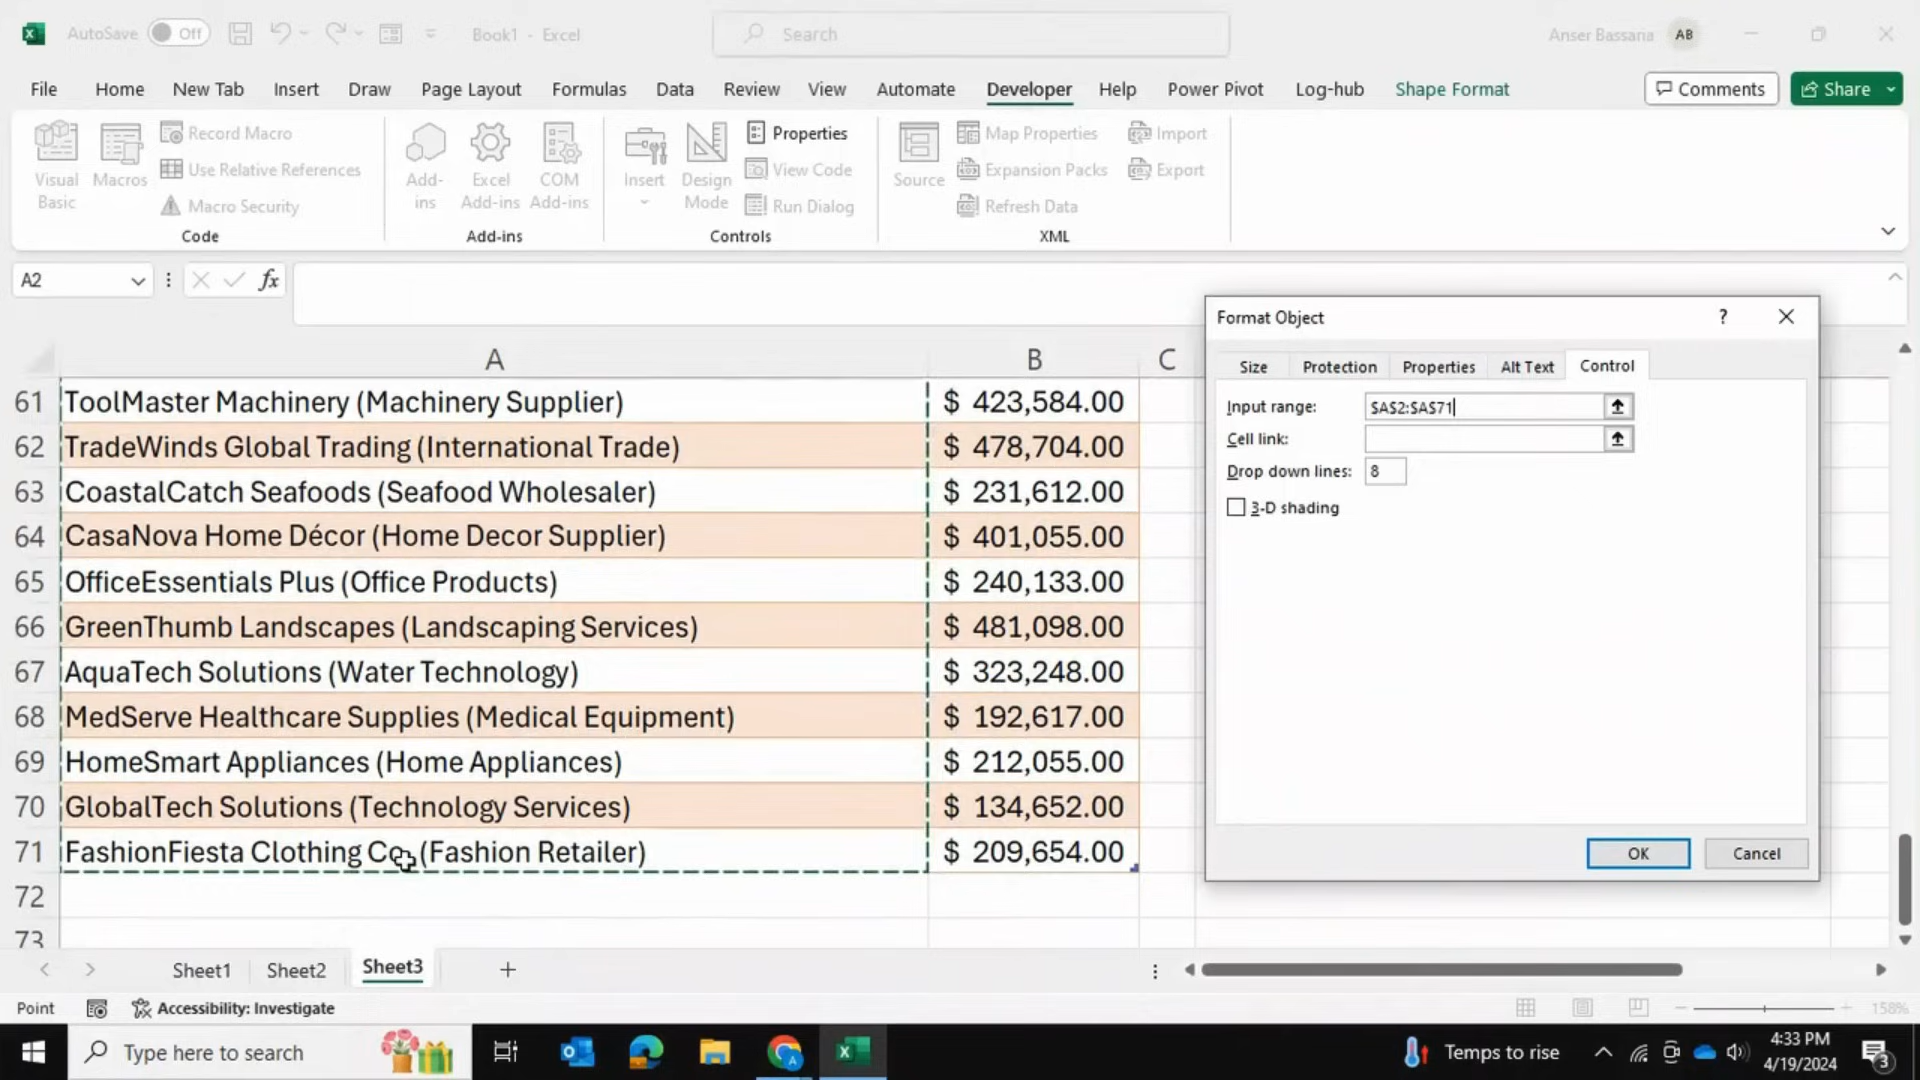 AutoSave Off Book1 - Excel Search Anser Bassana AB
File Home New Tab Insert Draw Page Layout Formulas Data Review View Automate Developer Help Power Pivot Log-hub Shape Format Comments Share
Visual Basic
Macros
Record Macro
Use Relative References
Macro Security
Code
Add-ins
Excel Add-ins
COM Add-ins
Add-ins
Insert
Design Mode
Properties
View Code
Run Dialog
Controls
Source
Map Properties
Expansion Packs
Refresh Data
Import
Export
XML
A2 fx
A B C
61 ToolMaster Machinery (Machinery Supplier) $ 423,584.00
62 TradeWinds Global Trading (International Trade) $ 478,704.00
63 CoastalCatch Seafoods (Seafood Wholesaler) $ 231,612.00
64 CasaNova Home Décor (Home Decor Supplier) $ 401,055.00
65 OfficeEssentials Plus (Office Products) $ 240,133.00
66 GreenThumb Landscapes (Landscaping Services) $ 481,098.00
67 AquaTech Solutions (Water Technology) $ 323,248.00
68 MedServe Healthcare Supplies (Medical Equipment) $ 192,617.00
69 HomeSmart Appliances (Home Appliances) $ 212,055.00
70 GlobalTech Solutions (Technology Services) $ 134,652.00
71 FashionFiesta Clothing Co. (Fashion Retailer) $ 209,654.00
72
73
Format Object ?
Size Protection Properties Alt Text Control
Input range: $A$2:$A$71
Cell link:
Drop down lines: 8
3-D shading
OK Cancel
Sheet1 Sheet2 Sheet3
Point Accessibility: Investigate 158%
Type here to search Temps to rise 4:33 PM
4/19/2024 3